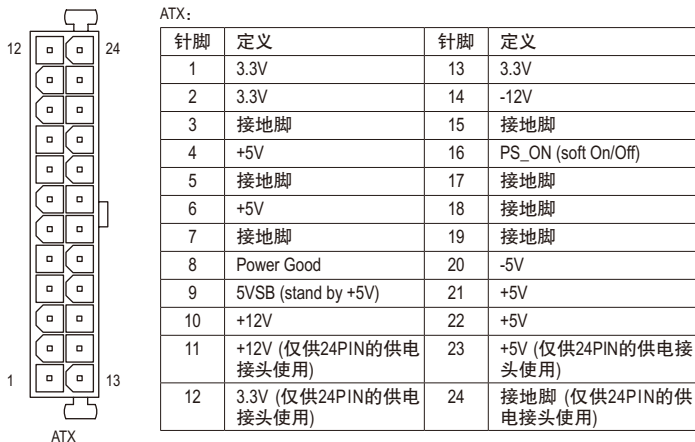 ATX：
12 24
1 13
ATX
针脚 定义 针脚 定义
1 3.3V 13 3.3V
2 3.3V 14 -12V
3 接地脚 15 接地脚
4 +5V 16 PS_ON (soft On/Off)
5 接地脚 17 接地脚
6 +5V 18 接地脚
7 接地脚 19 接地脚
8 Power Good 20 -5V
9 5VSB (stand by +5V) 21 +5V
10 +12V 22 +5V
11 +12V (仅供24PIN的供电 23 +5V (仅供24PIN的供电接
接头使用) 头使用)
12 3.3V (仅供24PIN的供电 24 接地脚 (仅供24PIN的供
接头使用) 电接头使用)